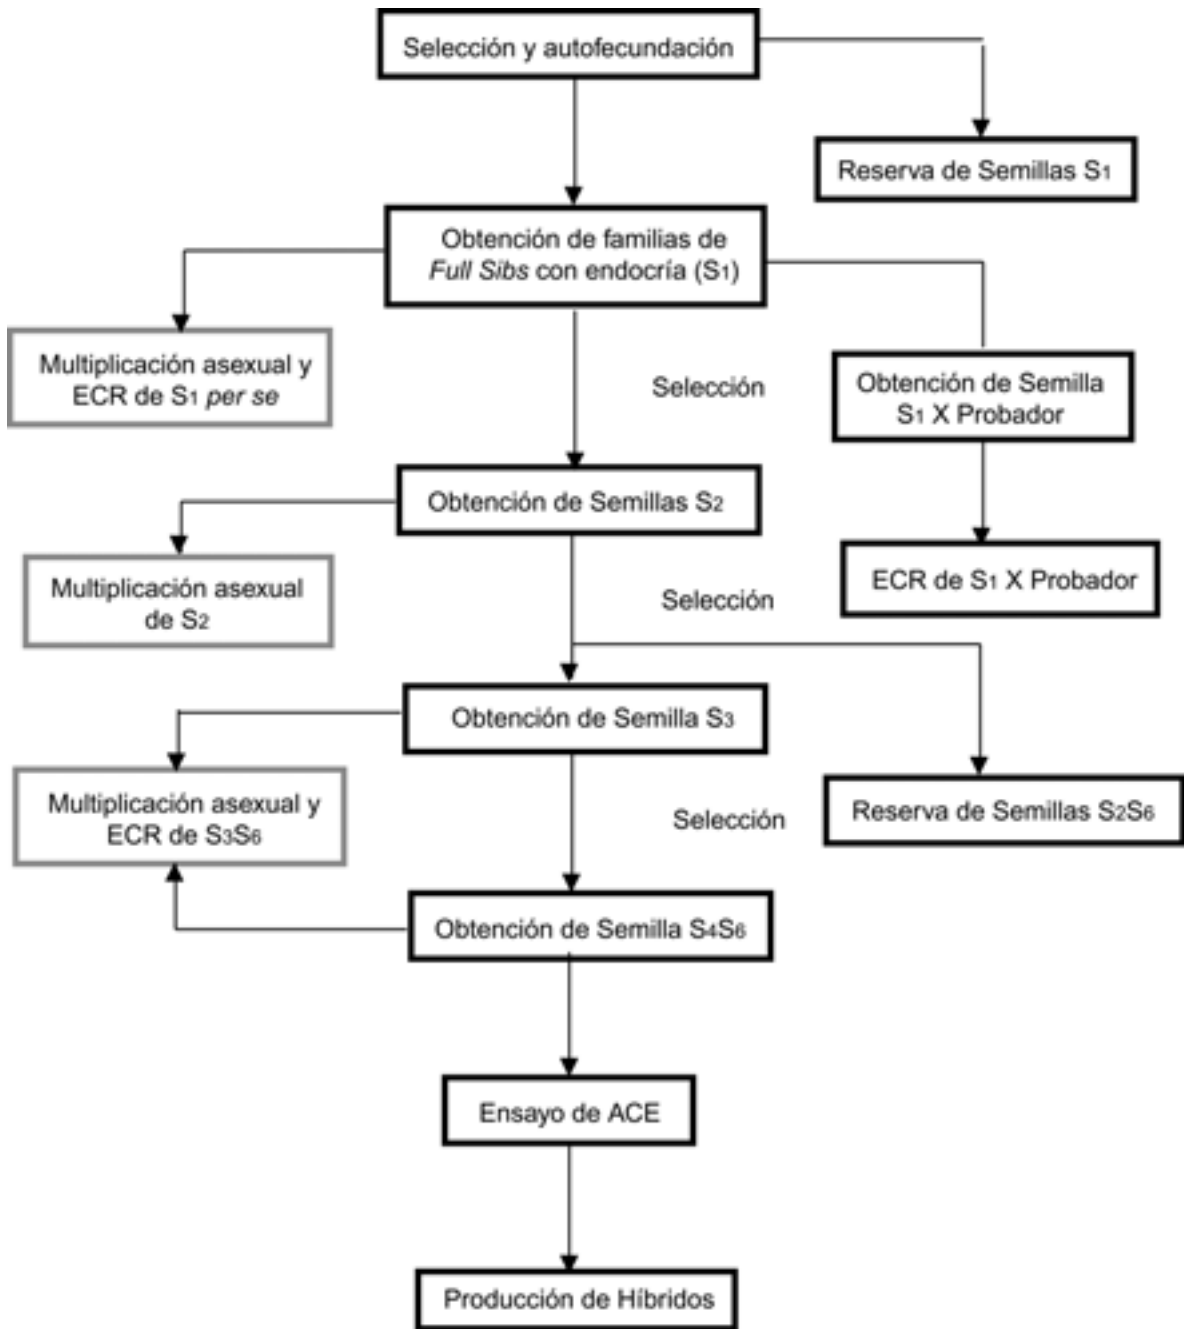 Selección y autofecundación
Reserva de Semillas S1
Obtención de familias de
Full Sibs con endocría (S1)
Multiplicación asexual y
ECR de S1 per se
Selección
Obtención de Semilla
S1 X Probador
Obtención de Semillas S2
Multiplicación asexual
de S2
ECR de S1 X Probador
Selección
Obtención de Semilla S3
Multiplicación asexual y
ECR de S3S6
Selección
Reserva de Semillas S2S6
Obtención de Semilla S4S6
Ensayo de ACE
Producción de Híbridos